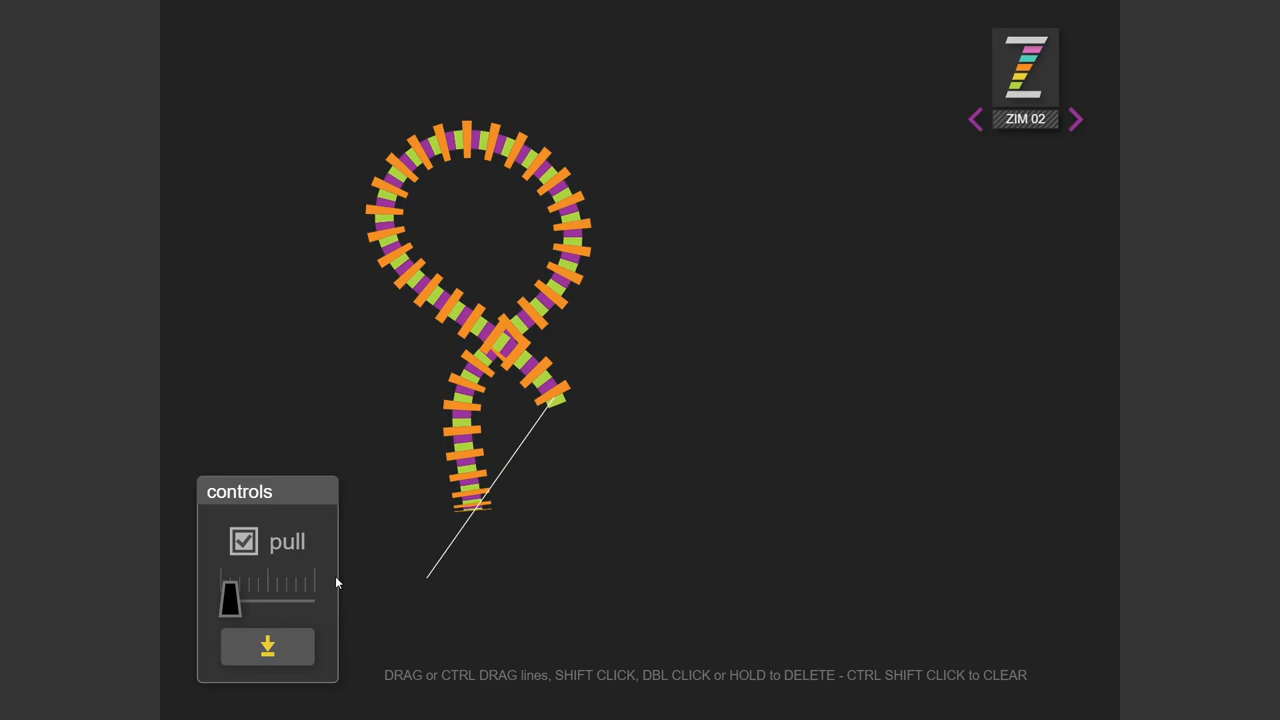 ZIM 02
controls
pull
DRAG or CTRL DRAG lines, SHIFT CLICK, DBL CLICK or HOLD to DELETE - CTRL SHIFT CLICK to CLEAR